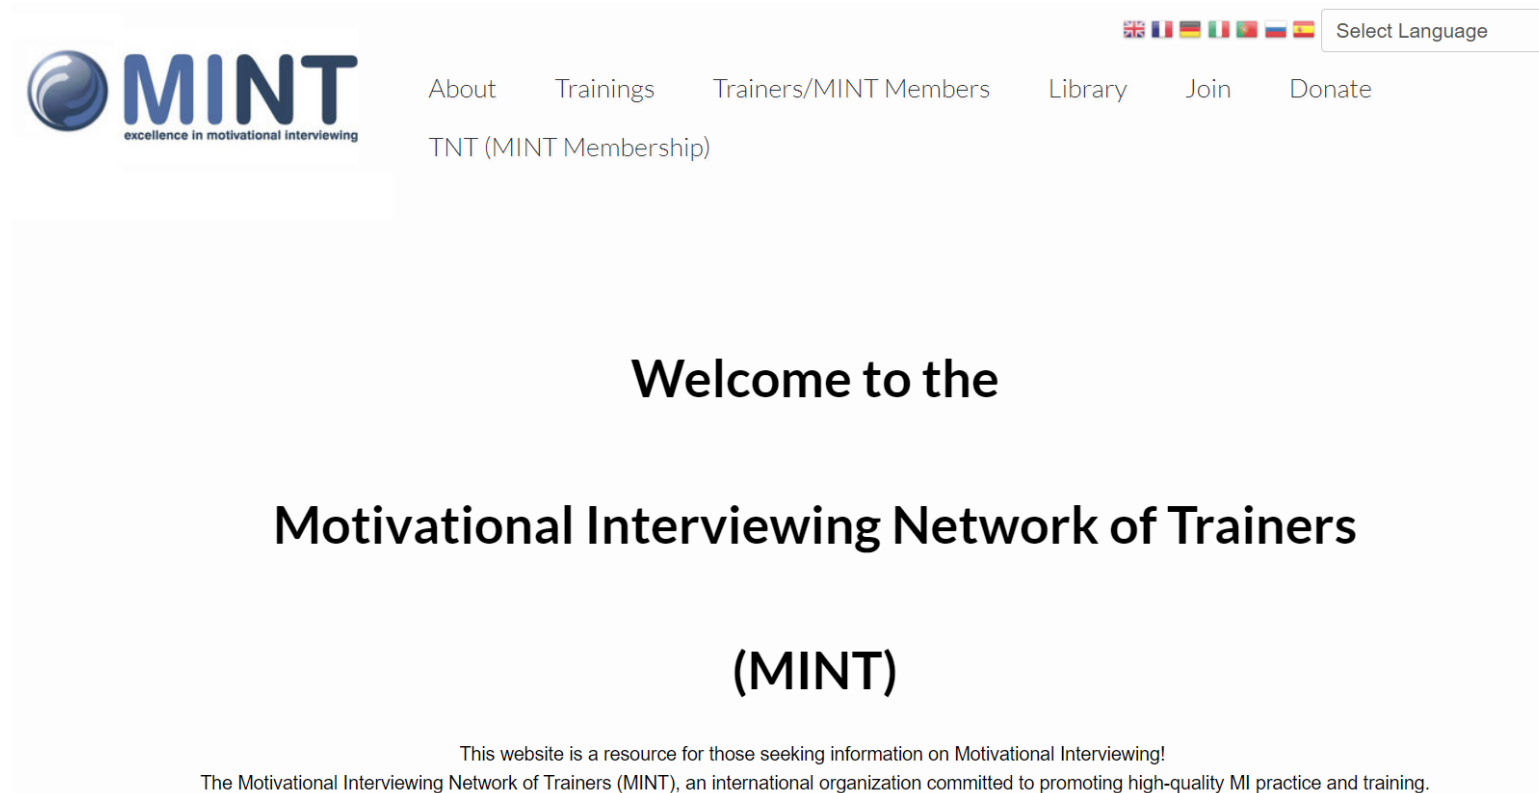 Select Language
MINT
excellence in motivational interviewing
About Trainings Trainers/MINT Members Library Join Donate
TNT (MINT Membership)
Welcome to the
Motivational Interviewing Network of Trainers
(MINT)
This website is a resource for those seeking information on Motivational Interviewing!
The Motivational Interviewing Network of Trainers (MINT), an international organization committed to promoting high-quality MI practice and training.